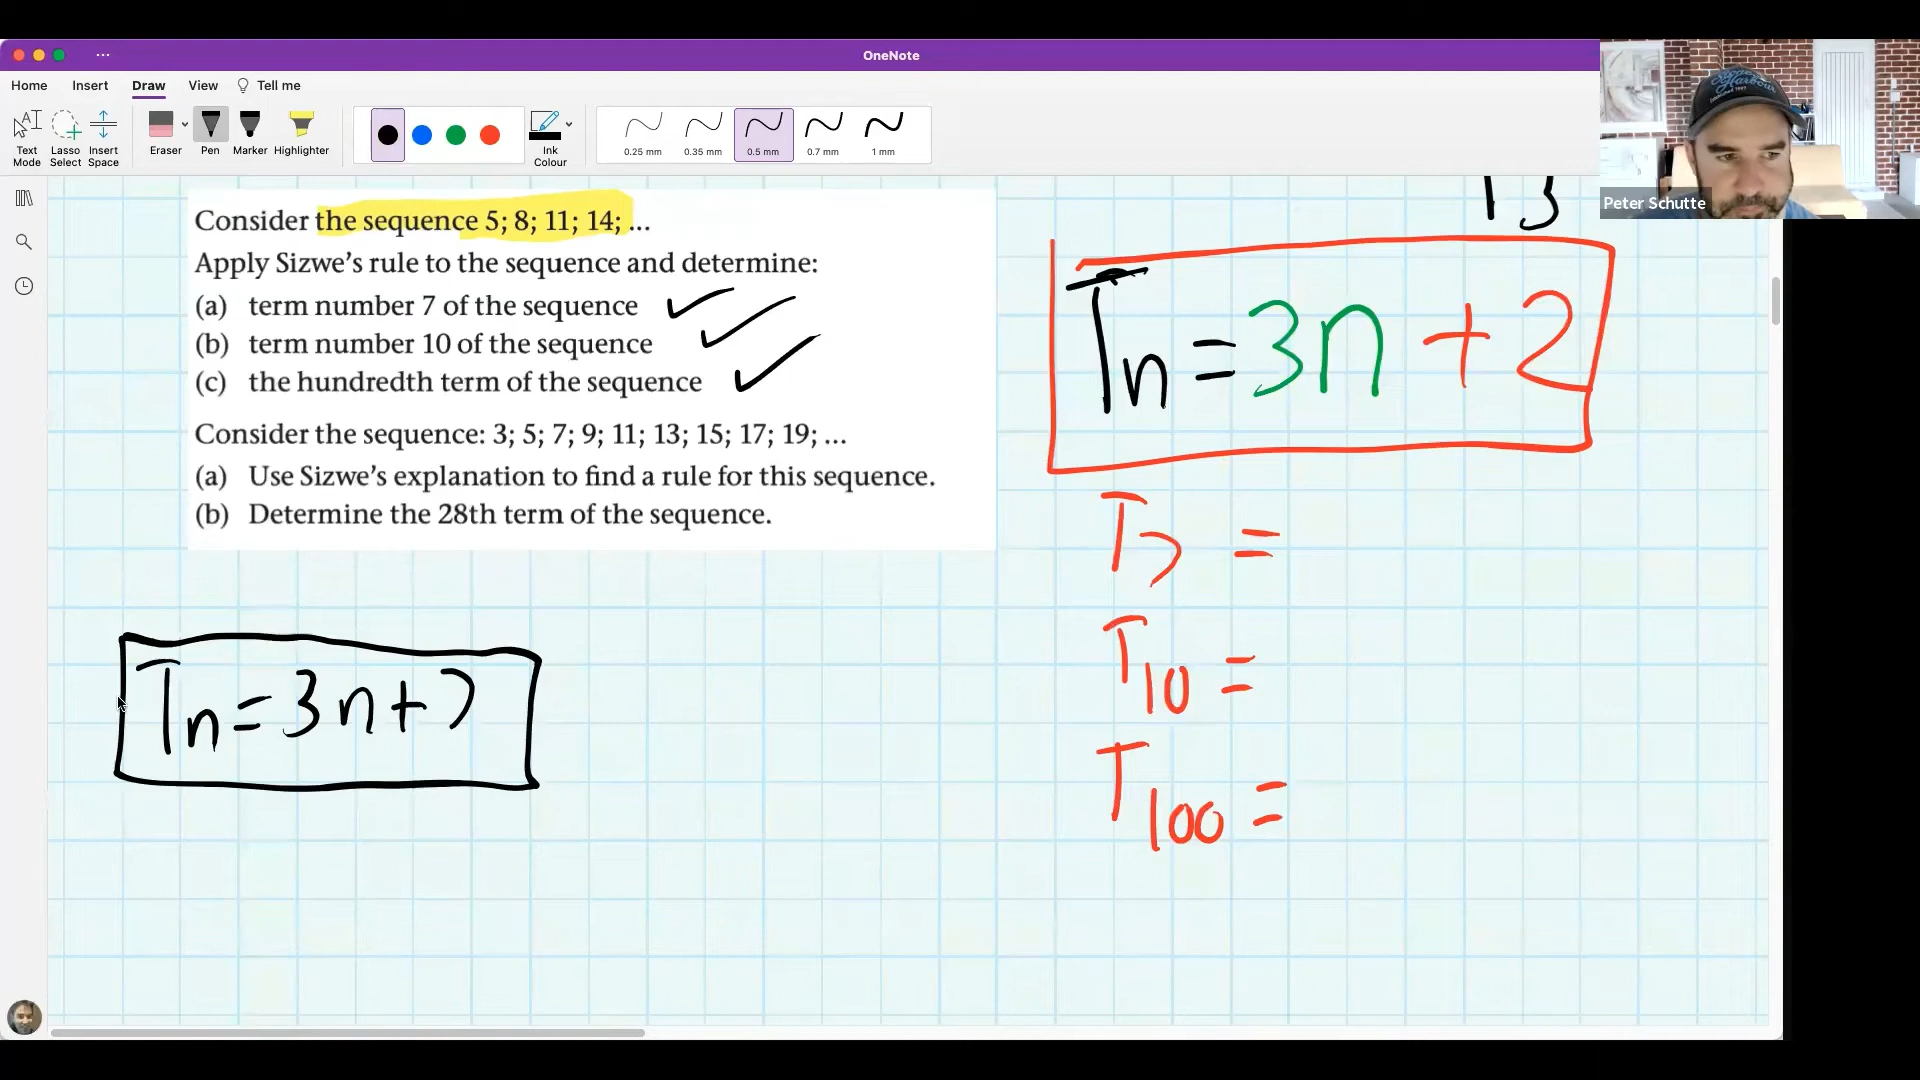 OneNote
Home Insert Draw View Tell me
Text Mode
Lasso Select
Insert Space
Eraser
Pen
Marker
Highlighter
Ink Colour
0.25 mm
0.35 mm
0.5 mm
0.7 mm
1 mm
Peter Schutte
Consider the sequence 5; 8; 11; 14; ...
Apply Sizwe's rule to the sequence and determine:
(a) term number 7 of the sequence
(b) term number 10 of the sequence
(c) the hundredth term of the sequence
Consider the sequence: 3; 5; 7; 9; 11; 13; 15; 17; 19; ...
(a) Use Sizwe's explanation to find a rule for this sequence.
(b) Determine the 28th term of the sequence.
Tn = 3n + 7
Tn = 3n + 2
T7 =
T10 =
T100 =